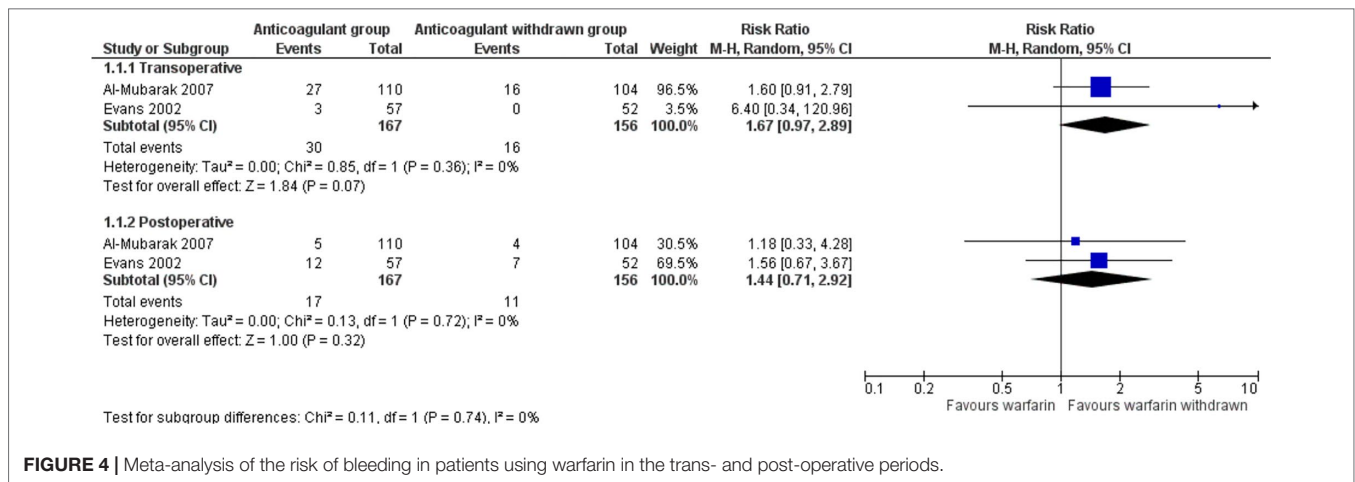 Anticoagulant group Anticoagulant withdrawn group Risk Ratio Risk Ratio
Study or Subgroup Events Total Events Total Weight M-H, Random, 95% CI M-H, Random, 95% CI
1.1.1 Transoperative
Al-Mubarak 2007 27 110 16 104 96.5% 1.60 [0.91, 2.79]
Evans 2002 3 57 0 52 3.5% 6.40 [0.34, 120.96]
Subtotal (95% CI) 167 156 100.0% 1.67 [0.97, 2.89]
Total events 30 16
Heterogeneity: Tau² = 0.00; Chi² = 0.85, df = 1 (P = 0.36); I² = 0%
Test for overall effect: Z = 1.84 (P = 0.07)
1.1.2 Postoperative
Al-Mubarak 2007 5 110 4 104 30.5% 1.18 [0.33, 4.28]
Evans 2002 12 57 7 52 69.5% 1.56 [0.67, 3.67]
Subtotal (95% CI) 167 156 100.0% 1.44 [0.71, 2.92]
Total events 17 11
Heterogeneity: Tau² = 0.00; Chi² = 0.13, df = 1 (P = 0.72); I² = 0%
Test for overall effect: Z = 1.00 (P = 0.32)
0.1 0.2 0.5 1 2 5 10
Favours warfarin Favours warfarin withdrawn
Test for subgroup differences: Chi² = 0.11, df = 1 (P = 0.74), I² = 0%
FIGURE 4 | Meta-analysis of the risk of bleeding in patients using warfarin in the trans- and post-operative periods.